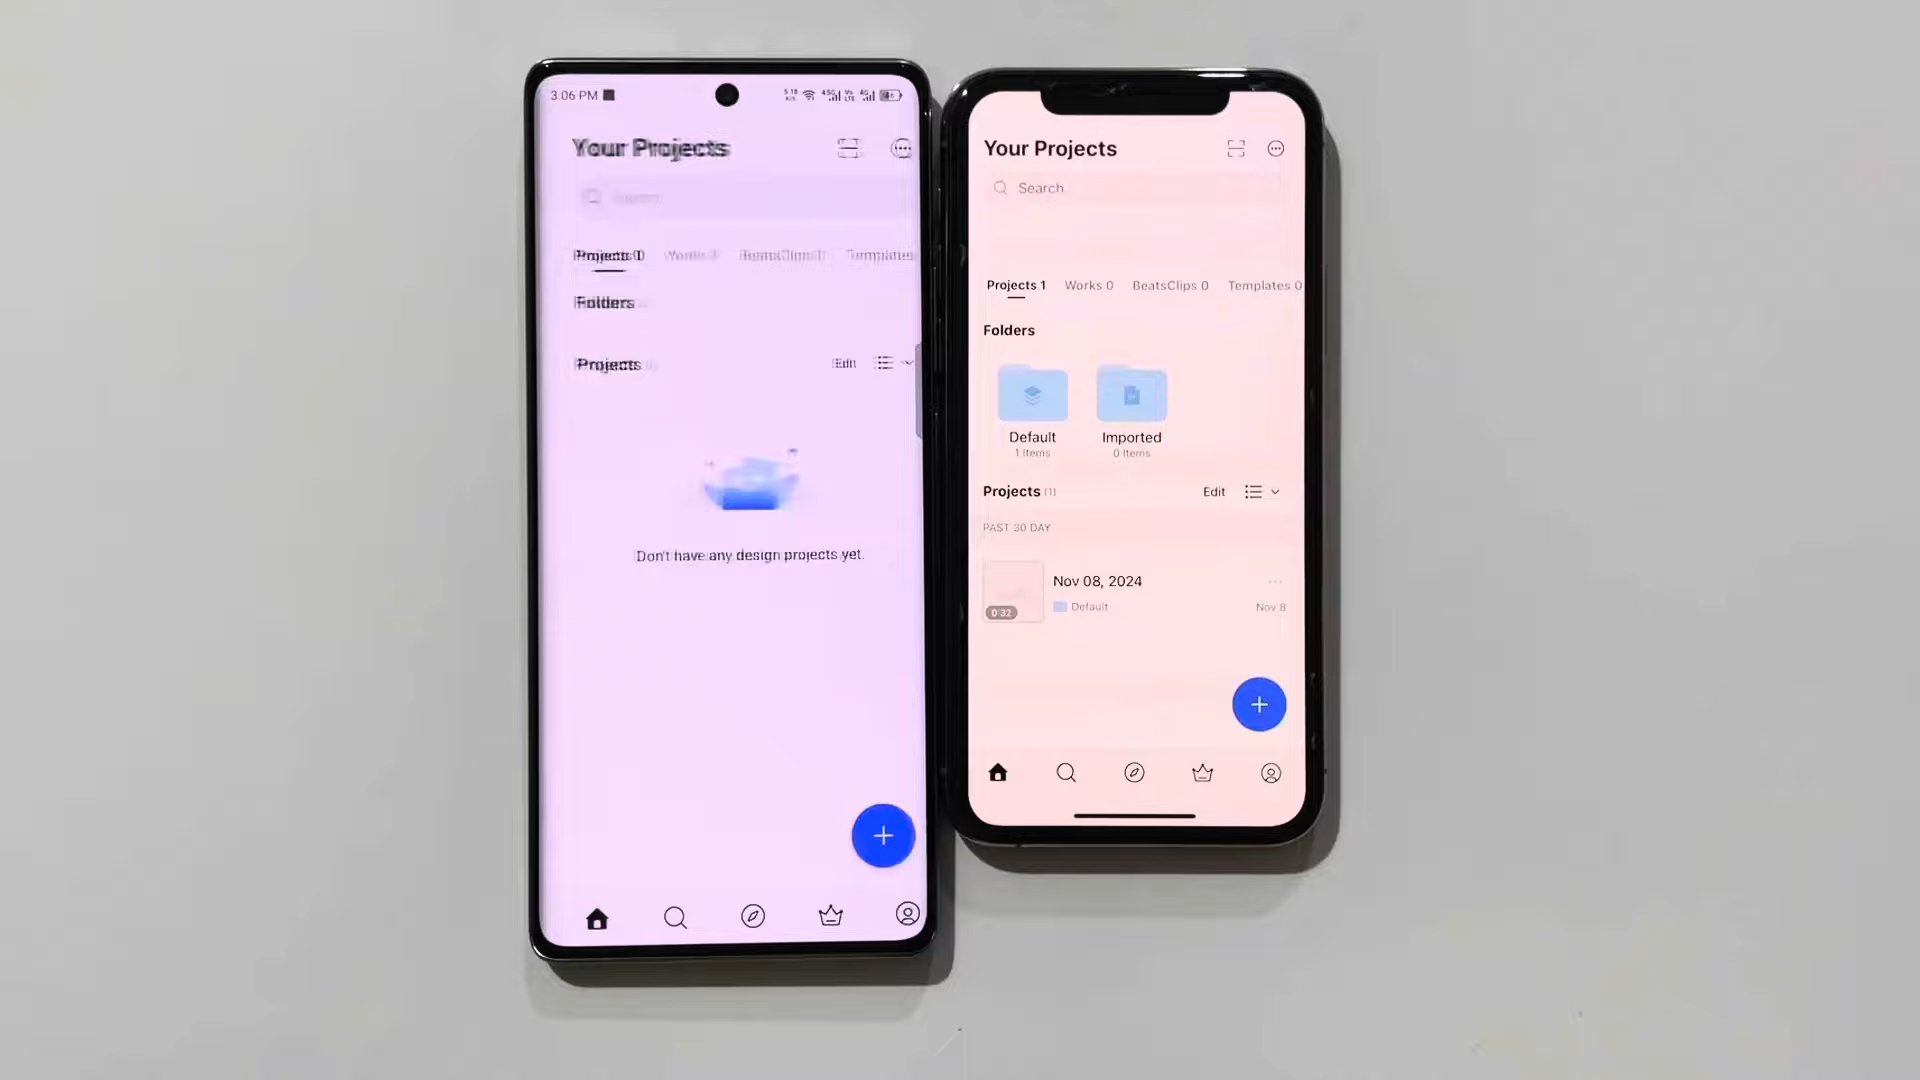 3.06 PM
46
Your Projects
Projects
Folders
Projects
Edit
Don't have any design projects yet.
Your Projects
Search
Projects 1 Works 0 BeatsClips 0 Templates 0
Folders
Default
1 Items
Imported
0 Items
Projects (1)
Edit
PAST 30 DAY
Nov 08, 2024
0:32
Default
Nov 8